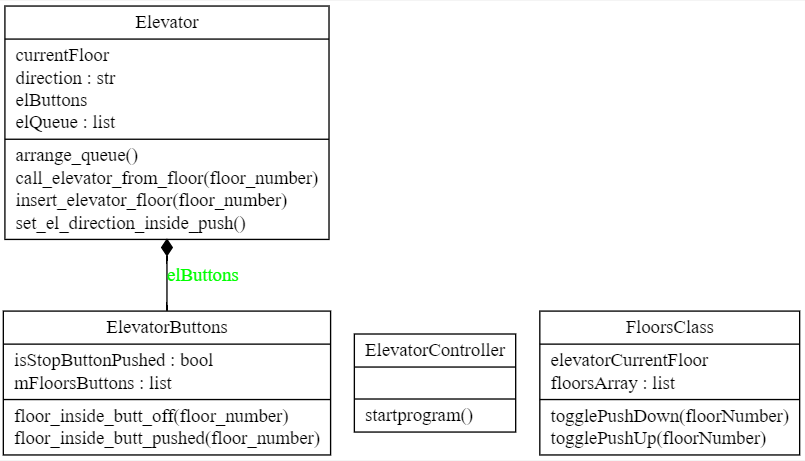 Elevator
currentFloor
direction : str
elButtons
elQueue : list
arrange_queue()
call_elevator_from_floor(floor_number)
insert_elevator_floor(floor_number)
set_el_direction_inside_push()
elButtons
ElevatorButtons
isStopButtonPushed : bool
mFloorsButtons : list
floor_inside_butt_off(floor_number)
floor_inside_butt_pushed(floor_number)
ElevatorController
startprogram()
FloorsClass
elevatorCurrentFloor
floorsArray : list
togglePushDown(floorNumber)
togglePushUp(floorNumber)